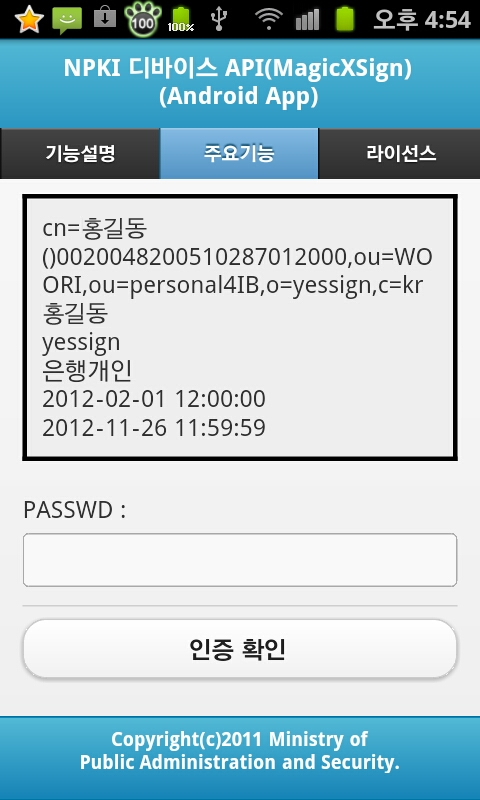 100
100%
오후 4:54
NPKI 디바이스 API(MagicXSign)
(Android App)
기능설명
주요기능
라이선스
cn=홍길동
()0020048200510287012000,ou=WO
ORI,ou=personal4IB,o=yessign,c=kr
홍길동
yessign
은행개인
2012-02-01 12:00:00
2012-11-26 11:59:59
PASSWD :
인증 확인
Copyright(c)2011 Ministry of
Public Administration and Security.